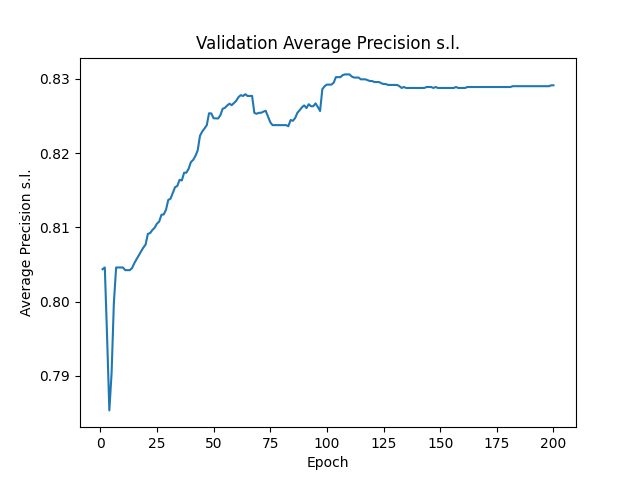 Validation Average Precision s.l.
Average Precision s.l.
0.83
0.82
0.81
0.80
0.79
0 25 50 75 100 125 150 175 200
Epoch